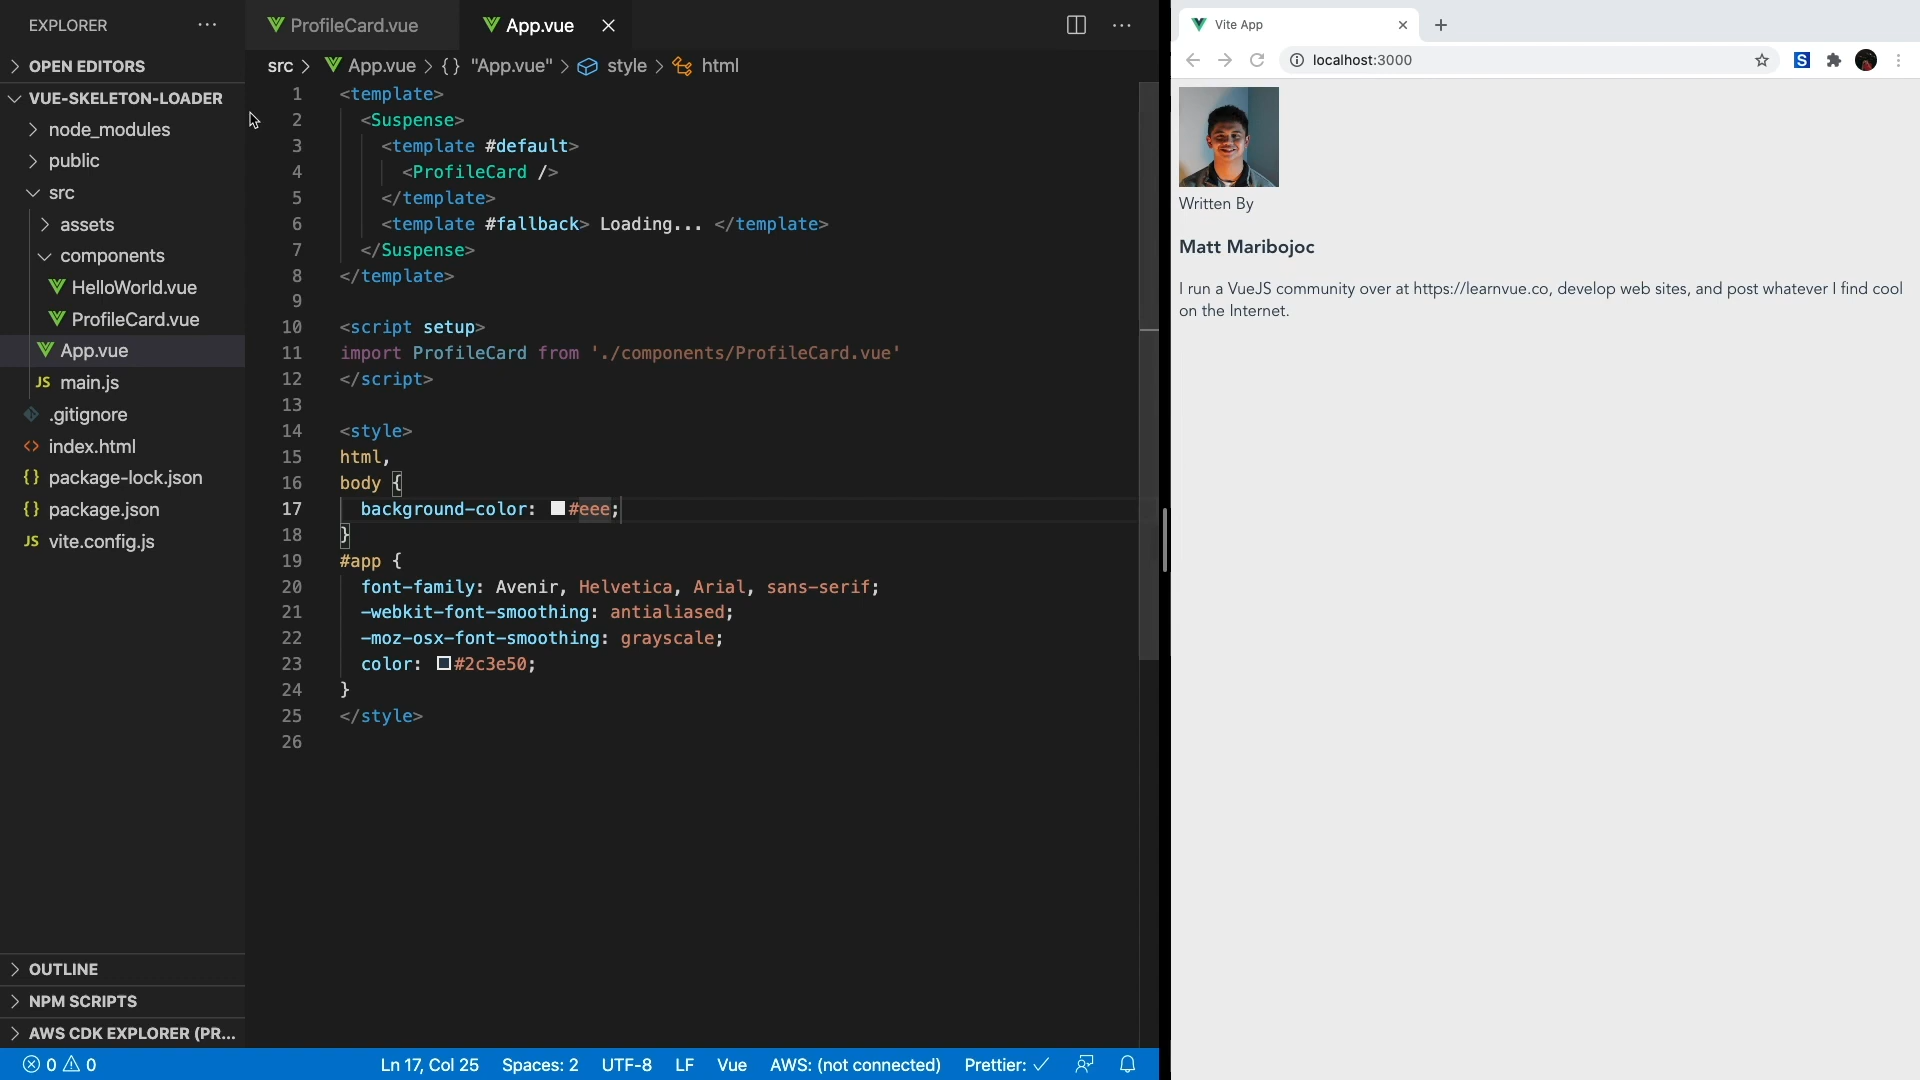 EXPLORER ...
OPEN EDITORS
VUE-SKELETON-LOADER
node_modules
public
src
assets
components
HelloWorld.vue
ProfileCard.vue
App.vue
JS main.js
.gitignore
<> index.html
{} package-lock.json
{} package.json
JS vite.config.js
OUTLINE
NPM SCRIPTS
AWS CDK EXPLORER (PR...
ProfileCard.vue App.vue
src > App.vue > {} "App.vue" > style > html
1 <template>
2 <Suspense>
3 <template #default>
4 <ProfileCard />
5 </template>
6 <template #fallback> Loading... </template>
7 </Suspense>
8 </template>
9
10 <script setup>
11 import ProfileCard from './components/ProfileCard.vue'
12 </script>
13
14 <style>
15 html,
16 body {
17 background-color: #eee;
18 }
19 #app {
20 font-family: Avenir, Helvetica, Arial, sans-serif;
21 -webkit-font-smoothing: antialiased;
22 -moz-osx-font-smoothing: grayscale;
23 color: #2c3e50;
24 }
25 </style>
26
0 0 Ln 17, Col 25 Spaces: 2 UTF-8 LF Vue AWS: (not connected) Prettier: ✓
Vite App
localhost:3000
S
Written By
Matt Maribojoc
I run a VueJS community over at https://learnvue.co, develop web sites, and post whatever I find cool
on the Internet.